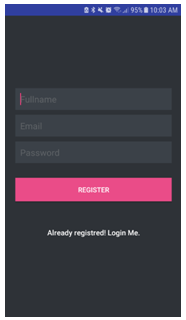 95% 10:03 AM
Fullname
Email
Password
REGISTER
Already registred! Login Me.